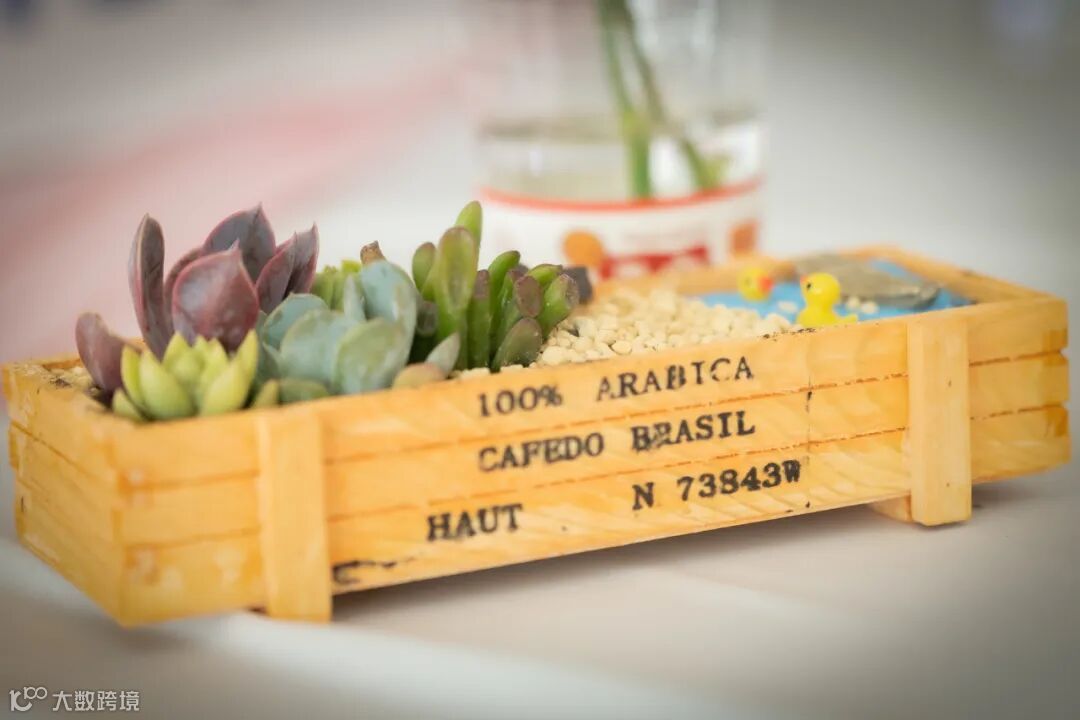 100% ARABICA
CAFEDO BRASIL
HAUT N 73843W
大数跨境